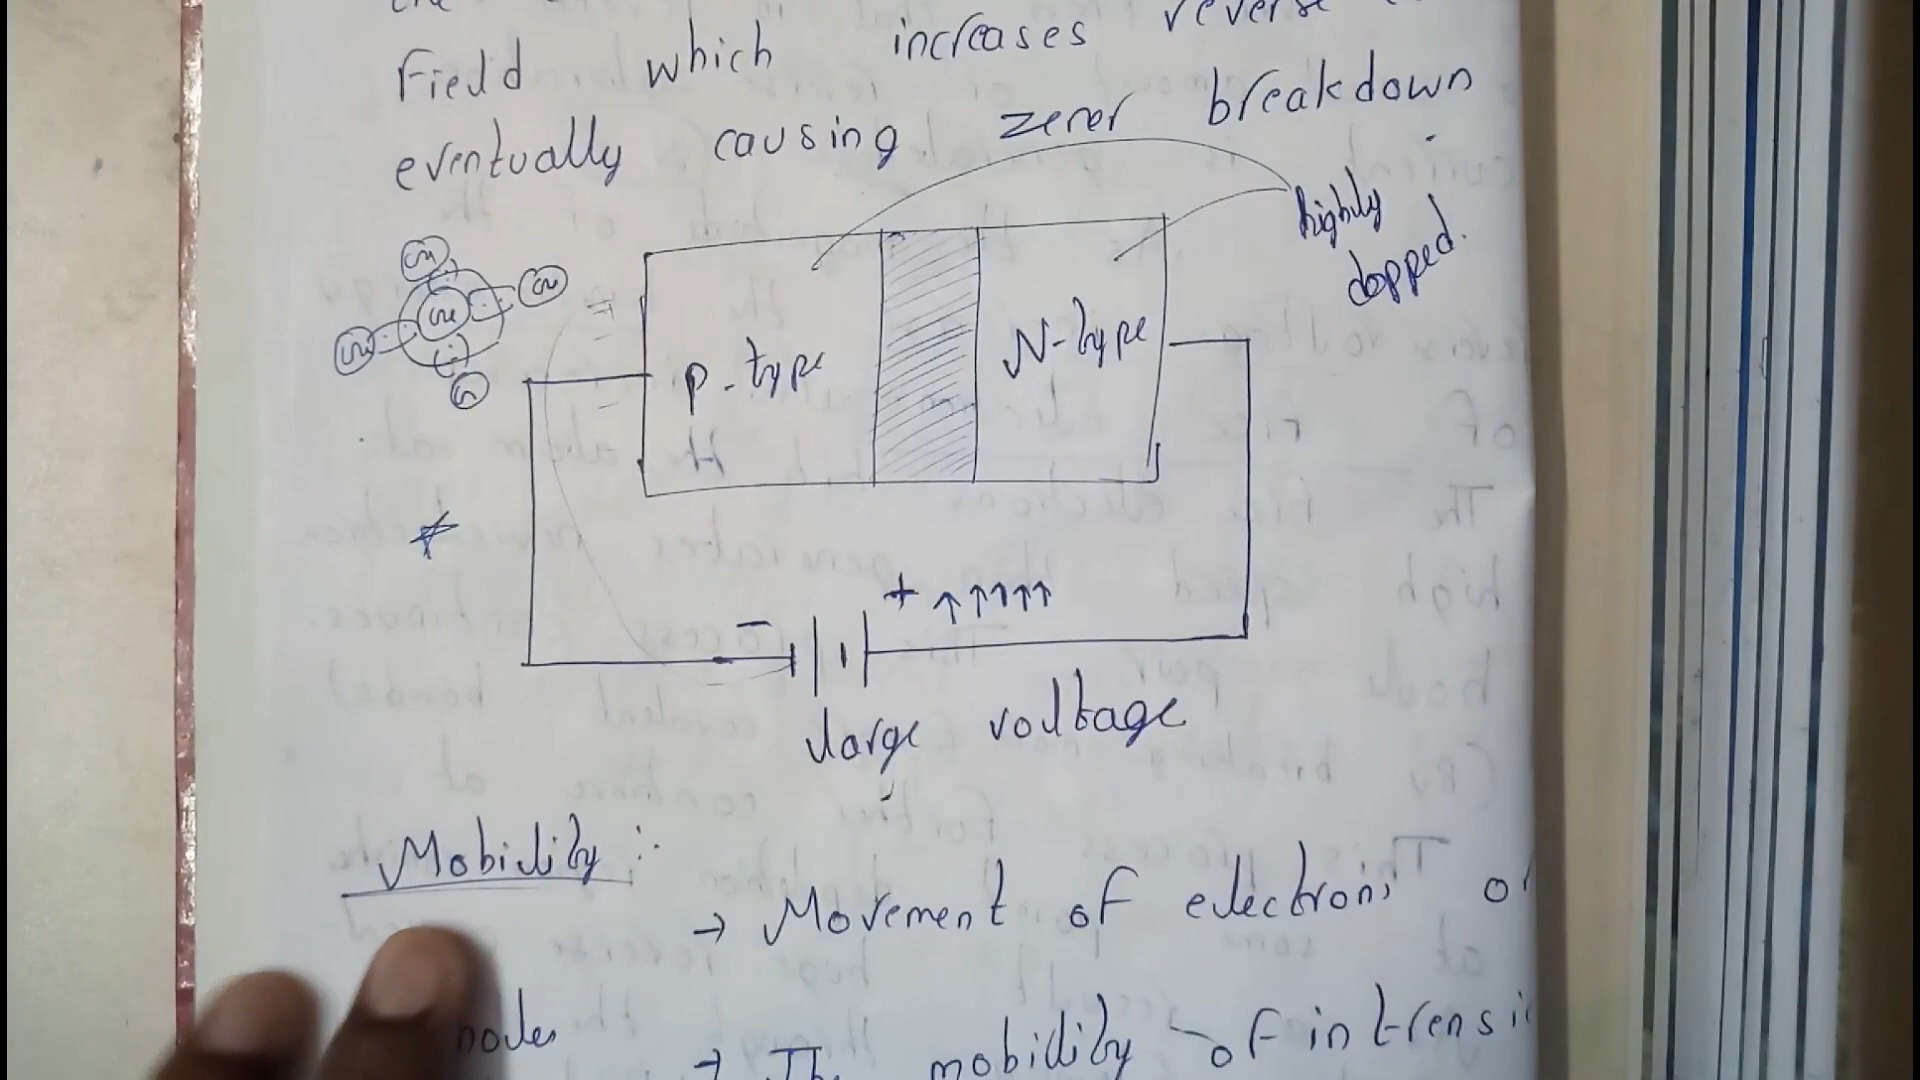 Field which increases reverse
eventually causing zener breakdown
highly
dopped.
P-type
N-type
H
- + ↑↑↑↑↑
large voltage
Mobility :
→ Movement of electrons
→ The mobility of intrensi